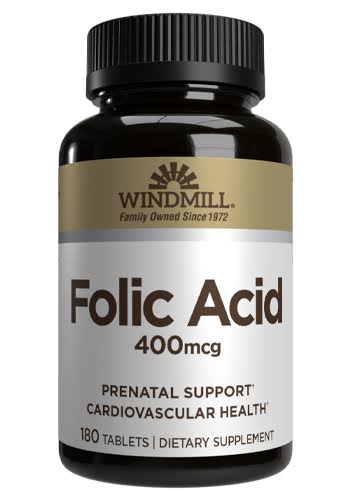 WINDMILL®
Family Owned Since 1972
Folic Acid
400mcg
PRENATAL SUPPORT†
CARDIOVASCULAR HEALTH†
180 TABLETS | DIETARY SUPPLEMENT